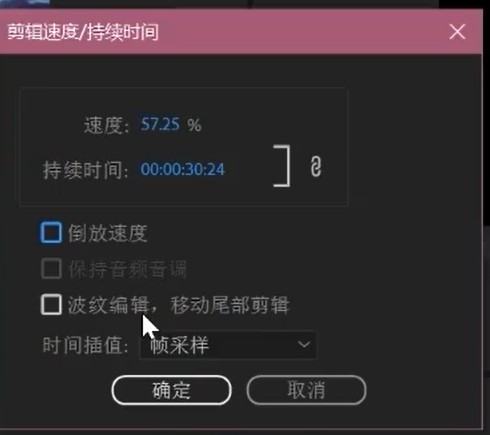 剪辑速度/持续时间
速度: 57.25 %
持续时间: 00:00:30:24
倒放速度
保持音频音调
波纹编辑，移动尾部剪辑
时间插值: 帧采样
确定 取消